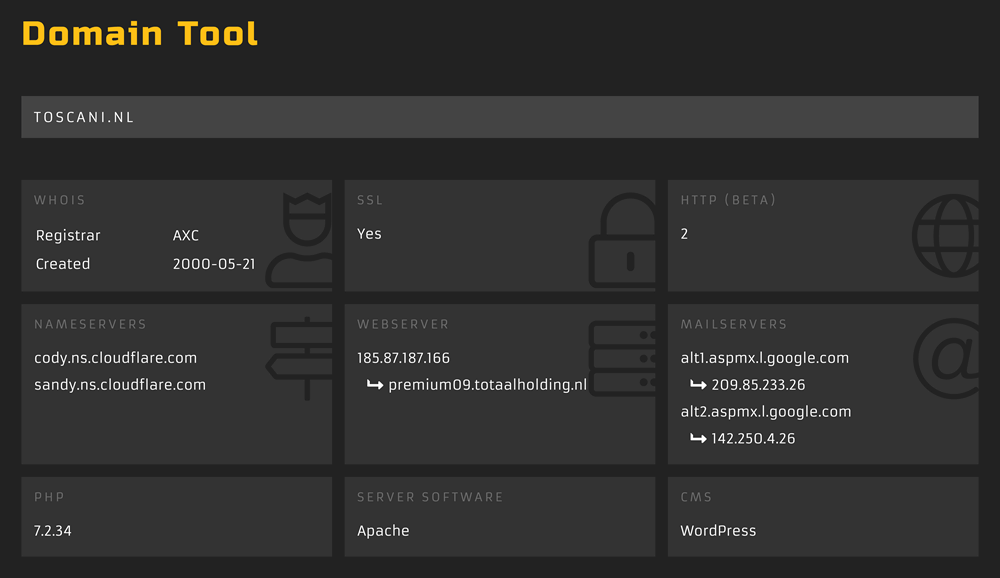 Domain Tool
TOSCANI.NL
WHOIS
Registrar AXC
Created 2000-05-21
SSL
Yes
HTTP (BETA)
2
NAMESERVERS
cody.ns.cloudflare.com
sandy.ns.cloudflare.com
WEBSERVER
185.87.187.166
↪ premium09.totaalholding.nl
MAILSERVERS
alt1.aspmx.l.google.com
↪ 209.85.233.26
alt2.aspmx.l.google.com
↪ 142.250.4.26
PHP
7.2.34
SERVER SOFTWARE
Apache
CMS
WordPress